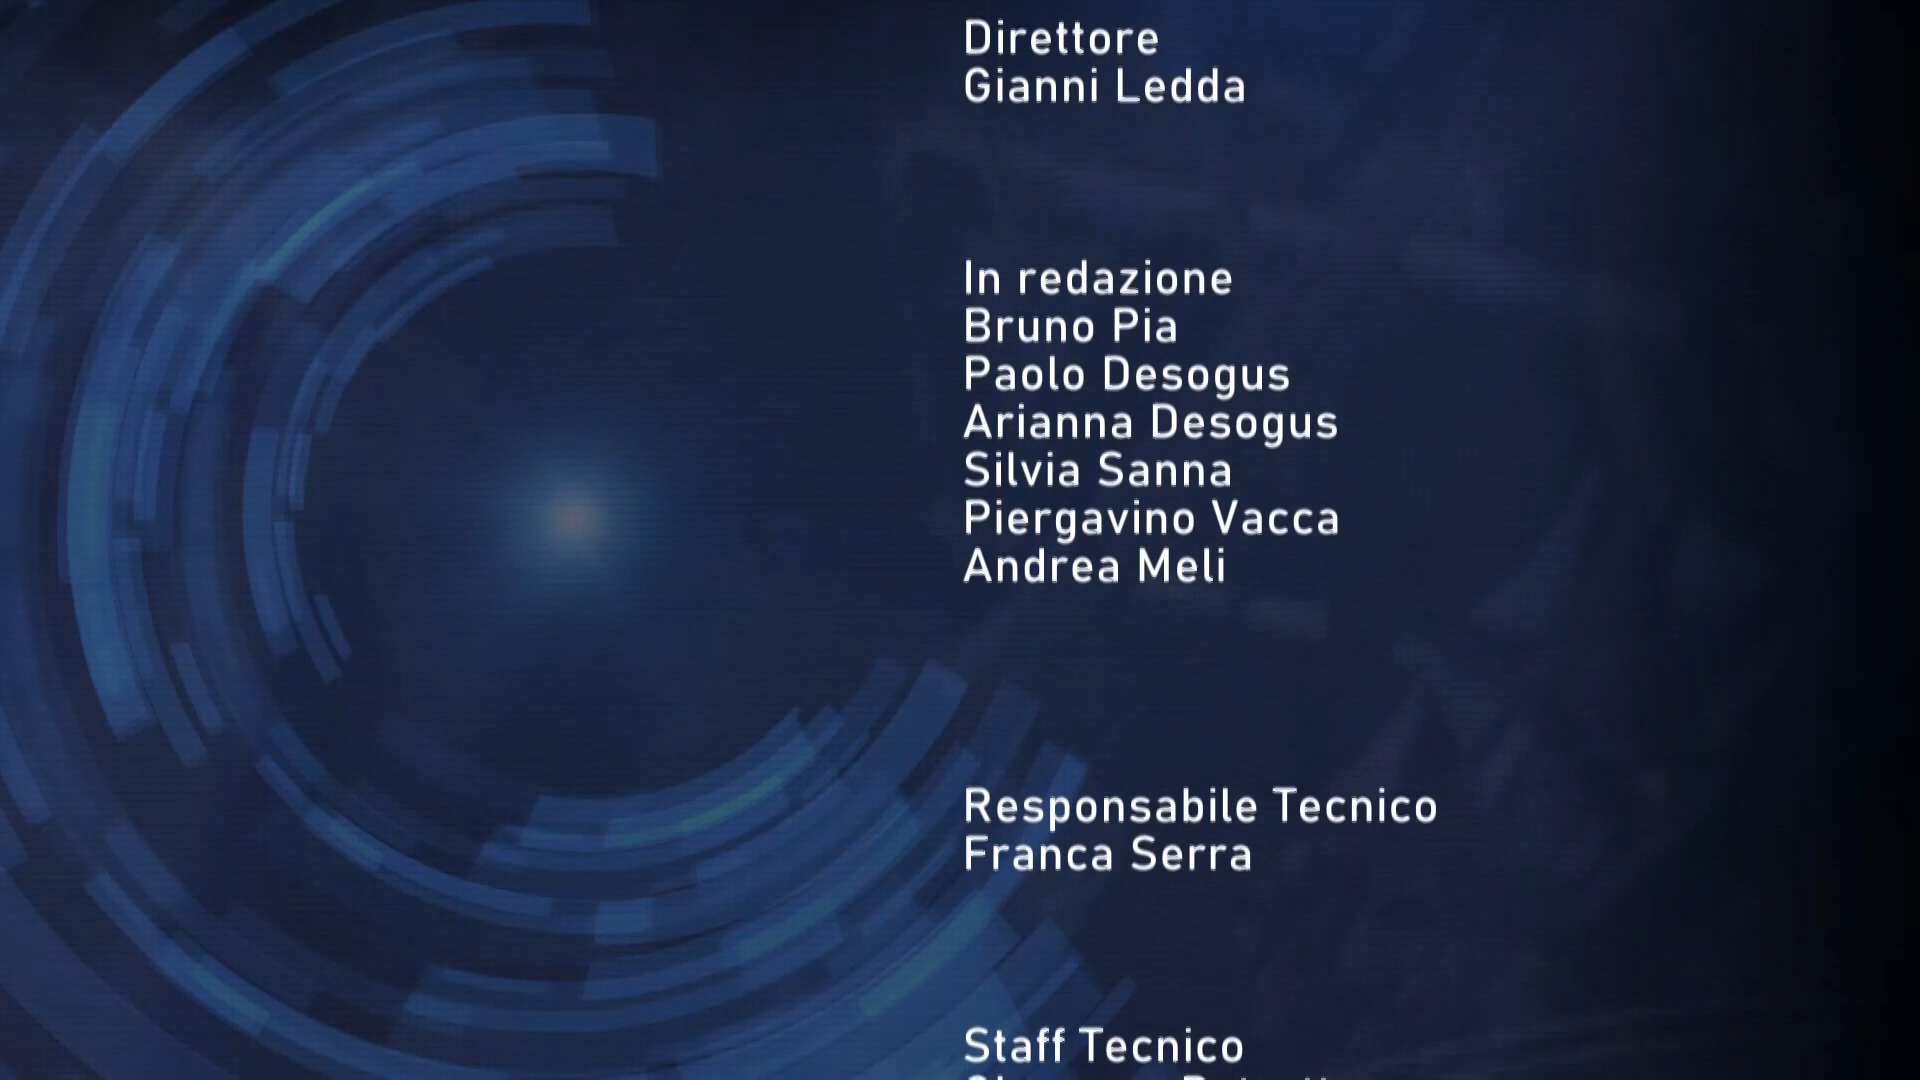 Direttore
Gianni Ledda
In redazione
Bruno Pia
Paolo Desogus
Arianna Desogus
Silvia Sanna
Piergavino Vacca
Andrea Meli
Responsabile Tecnico
Franca Serra
Staff Tecnico